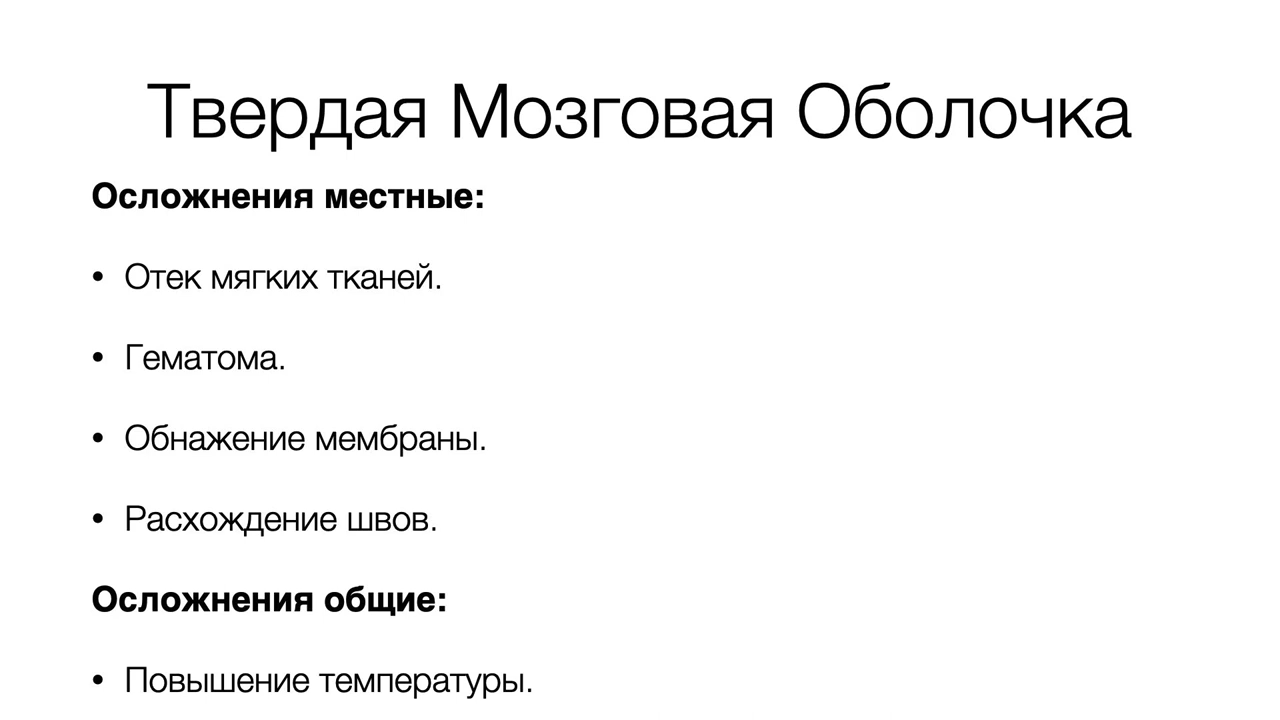 Твердая Мозговая Оболочка
Осложнения местные:
• Отек мягких тканей.
• Гематома.
• Обнажение мембраны.
• Расхождение швов.
Осложнения общие:
• Повышение температуры.